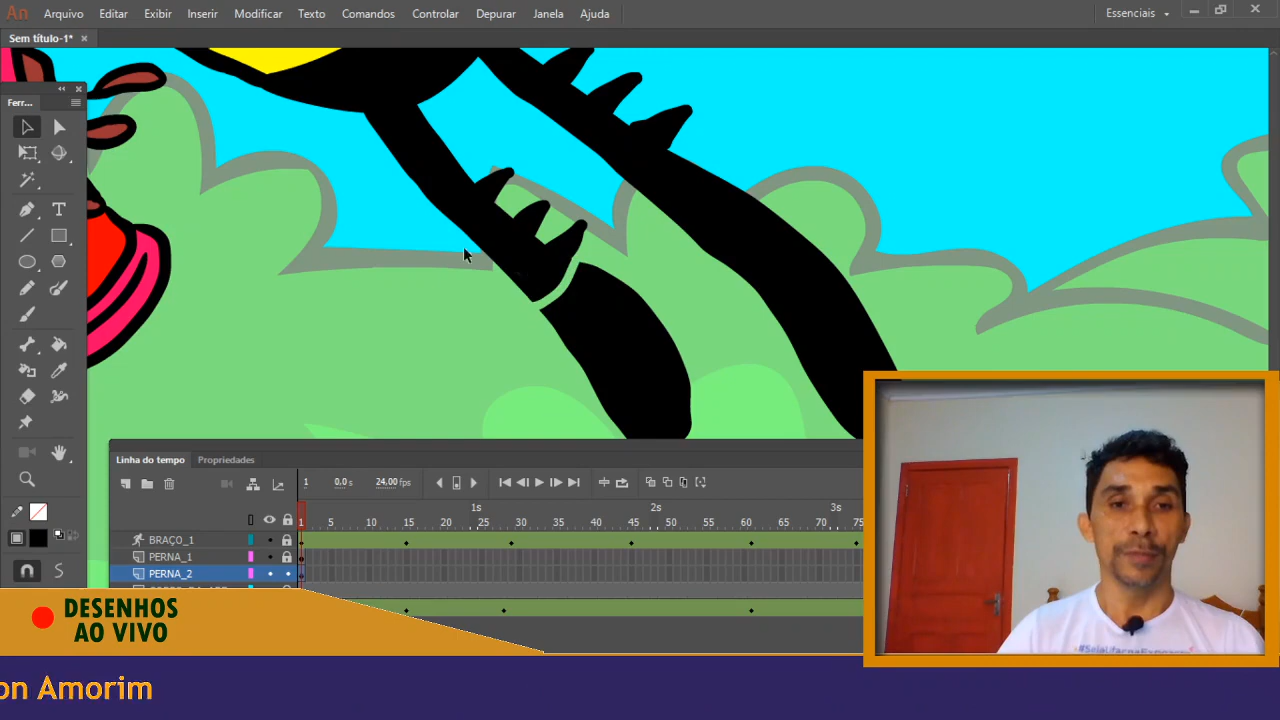 An Arquivo Editar Exibir Inserir Modificar Texto Comandos Controlar Depurar Janela Ajuda Essenciais
Sem título-1* ×
Ferr...
Linha do tempo Propriedades
1 0.0 s 24.00 fps
1s 2s 3s
1 5 10 15 20 25 30 35 40 45 50 55 60 65 70 75
BRAÇO_1
PERNA_1
PERNA_2
DESENHOS
AO VIVO
on Amorim